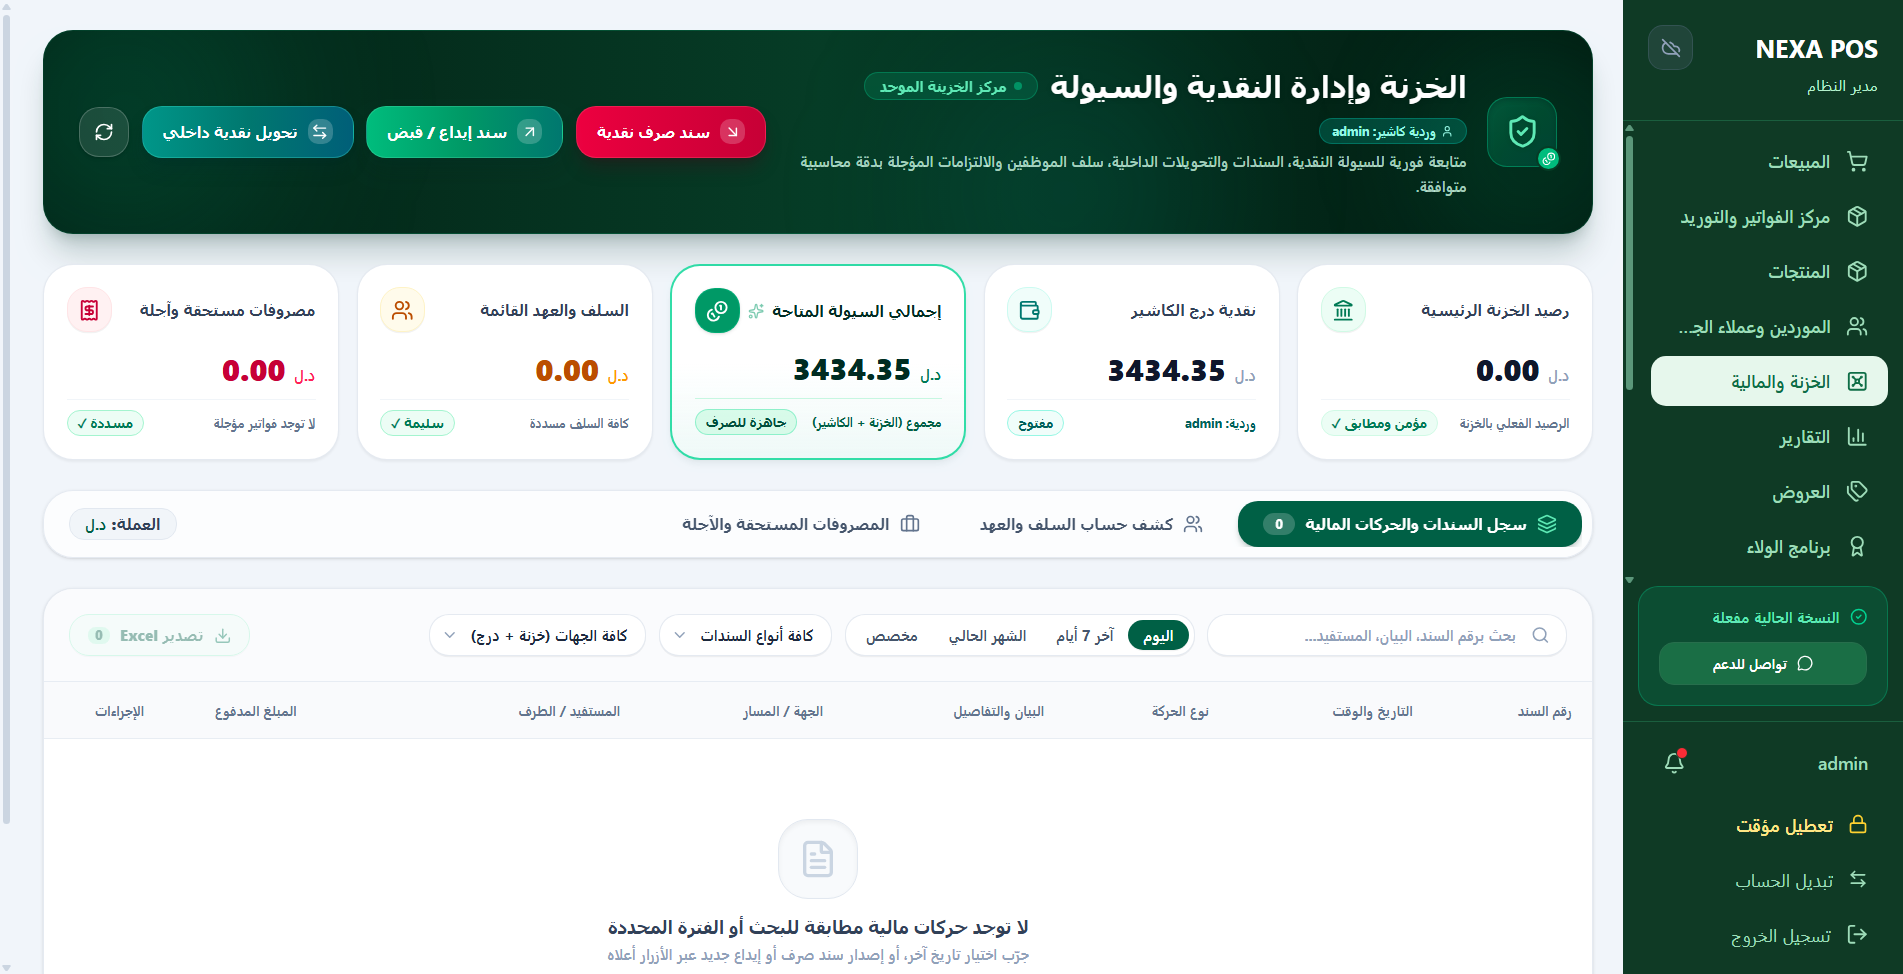 NEXA POS
مدير النظام
المبيعات
مركز الفواتير والتوريد
المنتجات
الموردين وعملاء الجـ...
الخزنة والمالية
التقارير
العروض
برنامج الولاء
النسخة الحالية مفعلة
تواصل للدعم
admin
تعطيل مؤقت
تبديل الحساب
تسجيل الخروج
الخزنة وإدارة النقدية والسيولة
مركز الخزينة الموحد
وردية كاشير: admin
متابعة فورية للسيولة النقدية، السندات والتحويلات الداخلية، سلف الموظفين والالتزامات المؤجلة بدقة محاسبية
متوافقة.
سند صرف نقدية
سند إيداع / قبض
تحويل نقدية داخلي
رصيد الخزنة الرئيسية
0.00 د.ل
الرصيد الفعلي بالخزنة
مؤمن ومطابق ✓
نقدية درج الكاشير
3434.35 د.ل
وردية: admin
مفتوح
إجمالي السيولة المتاحة
3434.35 د.ل
مجموع (الخزنة + الكاشير)
جاهزة للصرف
السلف والعهد القائمة
0.00 د.ل
كافة السلف مسددة
سليمة ✓
مصروفات مستحقة وآجلة
0.00 د.ل
لا توجد فواتير مؤجلة
مسددة ✓
سجل السندات والحركات المالية 0
كشف حساب السلف والعهد
المصروفات المستحقة والآجلة
العملة: د.ل
بحث برقم السند، البيان، المستفيد...
اليوم
آخر 7 أيام
الشهر الحالي
مخصص
كافة أنواع السندات
كافة الجهات (خزنة + درج)
تصدير Excel 0
رقم السند
التاريخ والوقت
نوع الحركة
البيان والتفاصيل
الجهة / المسار
المستفيد / الطرف
المبلغ المدفوع
الإجراءات
لا توجد حركات مالية مطابقة للبحث أو الفترة المحددة
جرّب اختيار تاريخ آخر، أو إصدار سند صرف أو إيداع جديد عبر الأزرار أعلاه